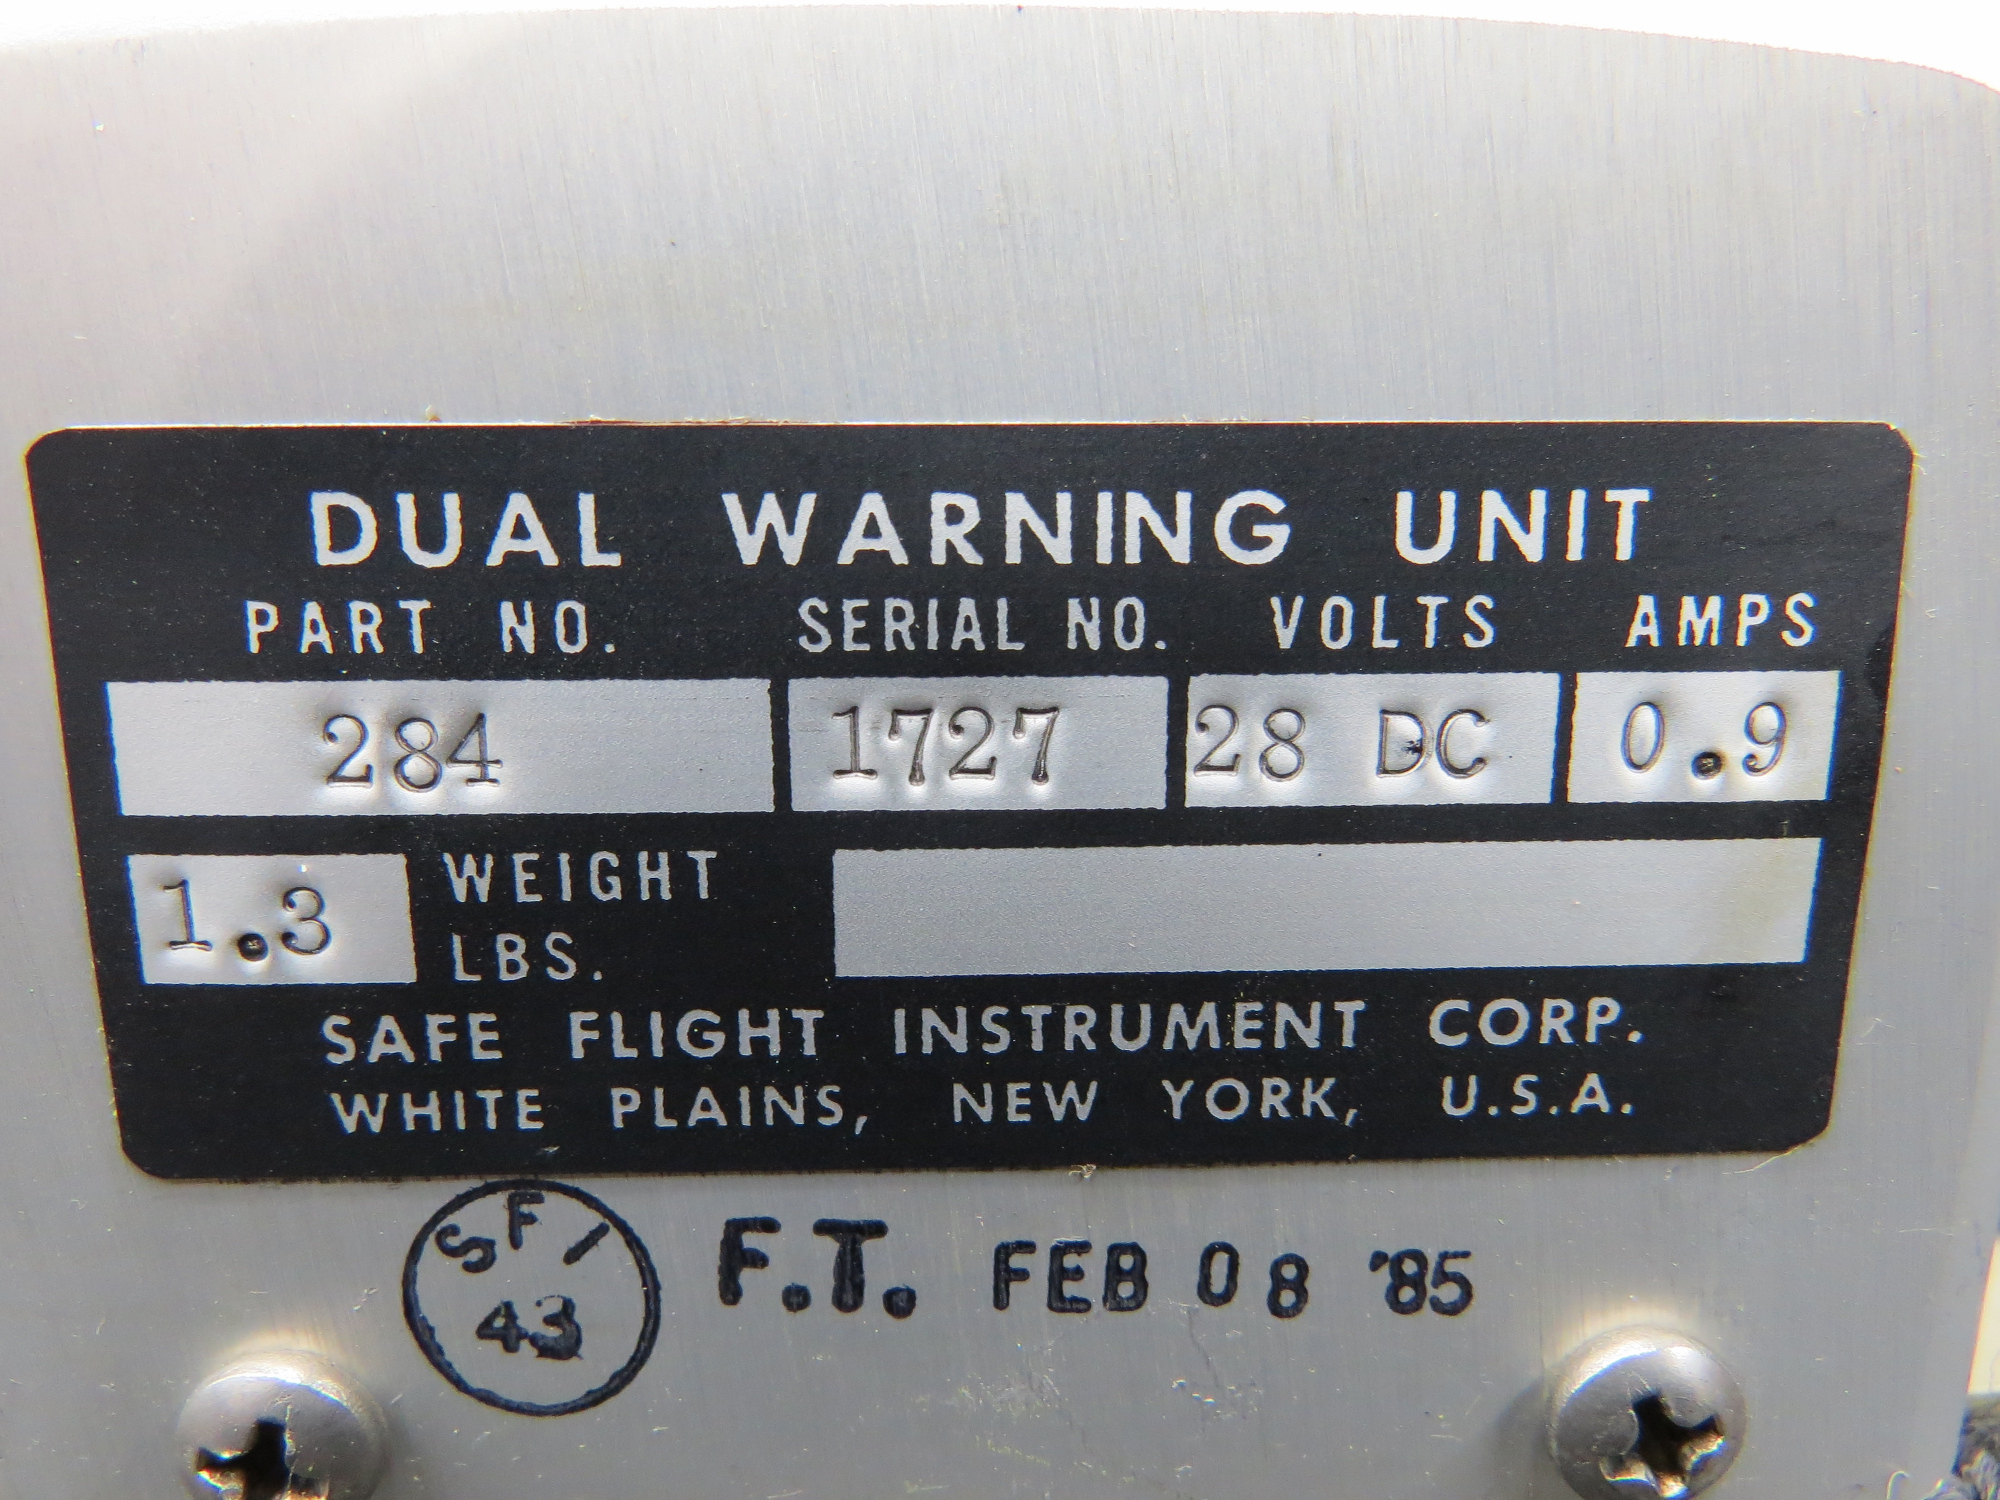 DUAL WARNING UNIT
PART NO. SERIAL NO. VOLTS AMPS
284 1727 28 DC 0.9
1.3 WEIGHT
LBS.
SAFE FLIGHT INSTRUMENT CORP.
WHITE PLAINS, NEW YORK, U.S.A.
SFI
43
F.T. FEB 08 '85